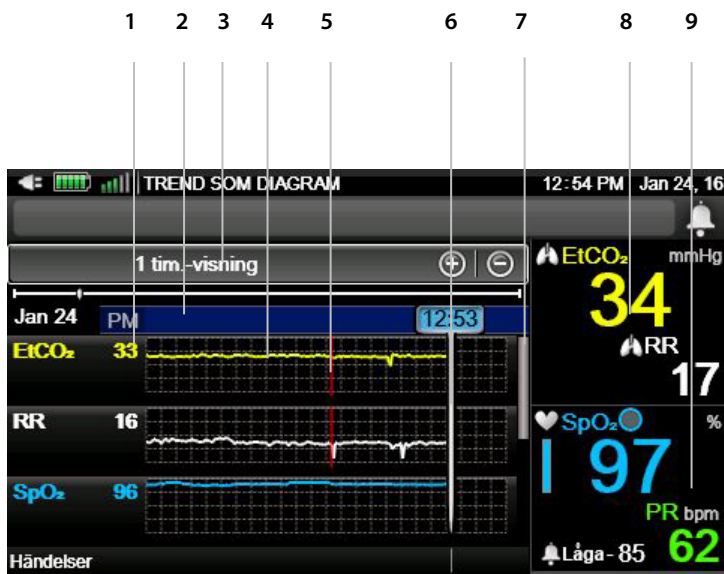 1 2 3 4 5 6 7 8 9
TREND SOM DIAGRAM 12:54 PM Jan 24, 16
1 tim.-visning
Jan 24 PM 12:53
EtCO₂ 33
RR 16
SpO₂ 96
Händelser
EtCO₂ mmHg
34
RR
17
SpO₂ %
97
PR bpm
Låga- 85 62